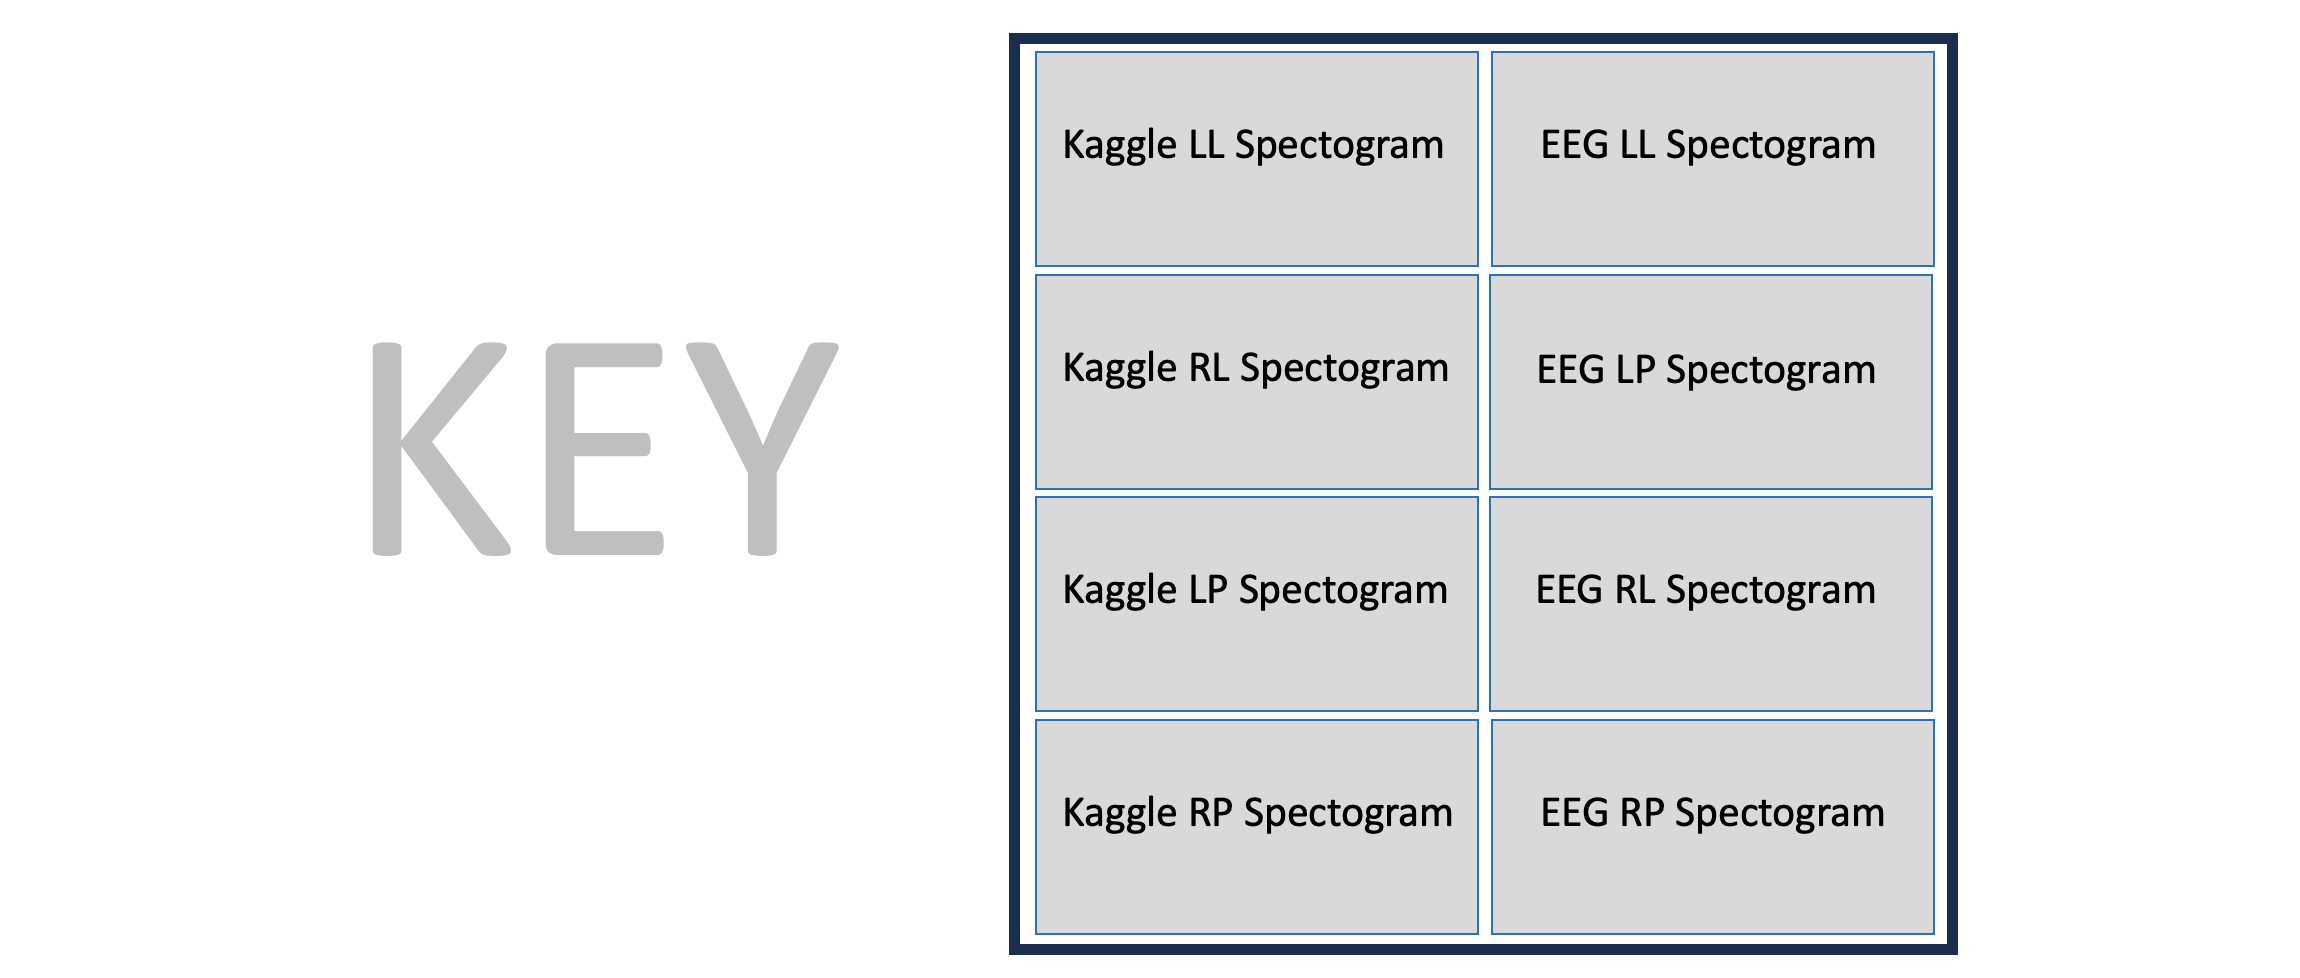 KEY
Kaggle LL Spectogram
EEG LL Spectogram
Kaggle RL Spectogram
EEG LP Spectogram
Kaggle LP Spectogram
EEG RL Spectogram
Kaggle RP Spectogram
EEG RP Spectogram